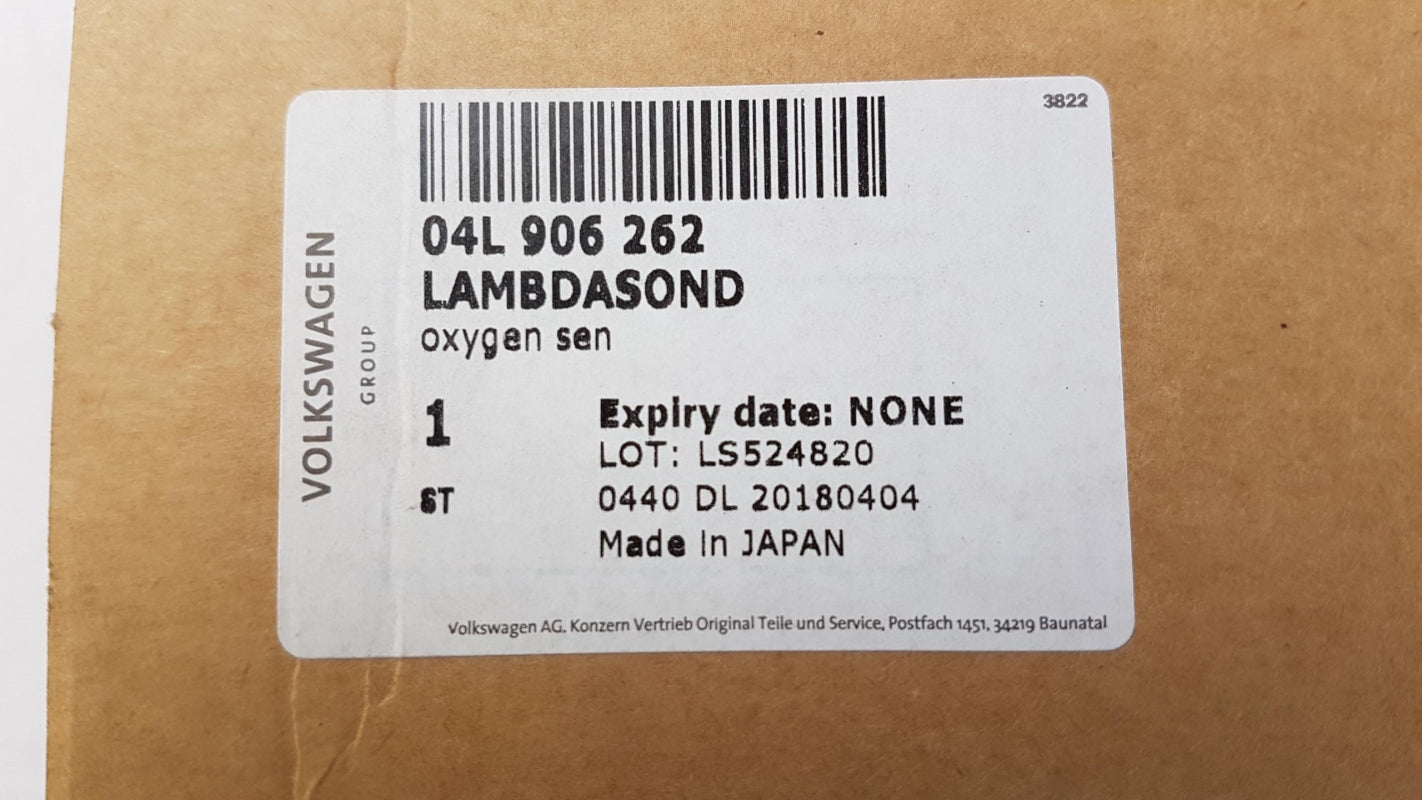 3822
VOLKSWAGEN
GROUP
04L 906 262
LAMBDASOND
oxygen sen
1
Expiry date: NONE
LOT: LS524820
ST
0440 DL 20180404
Made in JAPAN
Volkswagen AG. Konzern Vertrieb Original Teile und Service, Postfach 1451, 34219 Baunatal